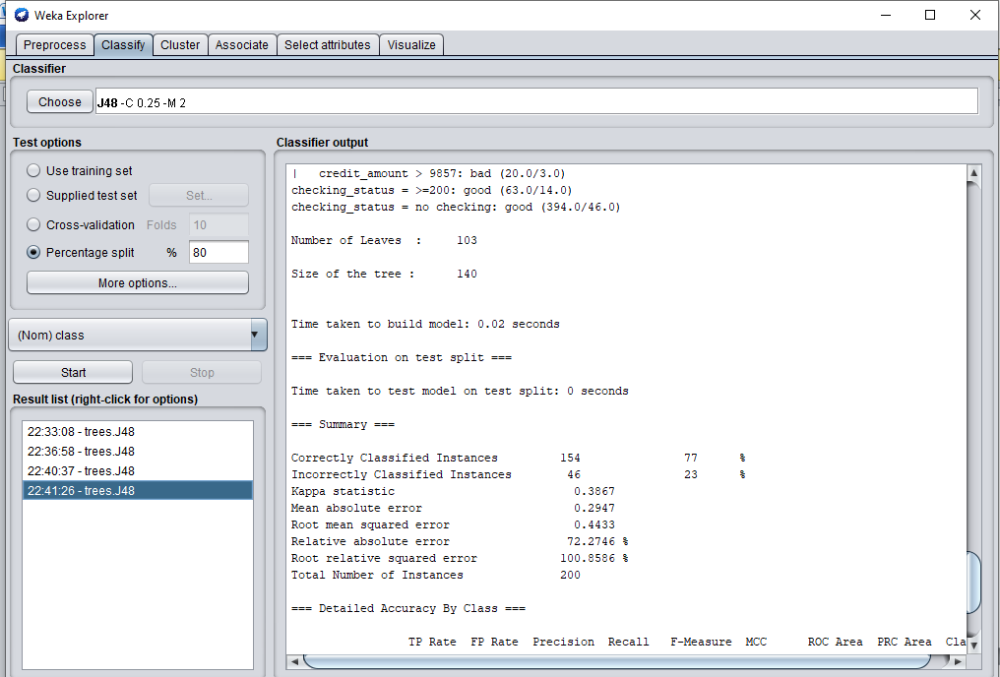 Weka Explorer
Preprocess Classify Cluster Associate Select attributes Visualize
Classifier
Choose J48 -C 0.25 -M 2
Test options
Use training set
Supplied test set Set...
Cross-validation Folds 10
Percentage split % 80
More options...
(Nom) class
Start Stop
Result list (right-click for options)
22:33:08 - trees.J48
22:36:58 - trees.J48
22:40:37 - trees.J48
22:41:26 - trees.J48
Classifier output
| credit_amount > 9857: bad (20.0/3.0)
checking_status = >=200: good (63.0/14.0)
checking_status = no checking: good (394.0/46.0)
Number of Leaves : 103
Size of the tree : 140
Time taken to build model: 0.02 seconds
=== Evaluation on test split ===
Time taken to test model on test split: 0 seconds
=== Summary ===
Correctly Classified Instances 154 77 %
Incorrectly Classified Instances 46 23 %
Kappa statistic 0.3867
Mean absolute error 0.2947
Root mean squared error 0.4433
Relative absolute error 72.2746 %
Root relative squared error 100.8586 %
Total Number of Instances 200
=== Detailed Accuracy By Class ===
TP Rate FP Rate Precision Recall F-Measure MCC ROC Area PRC Area Cla